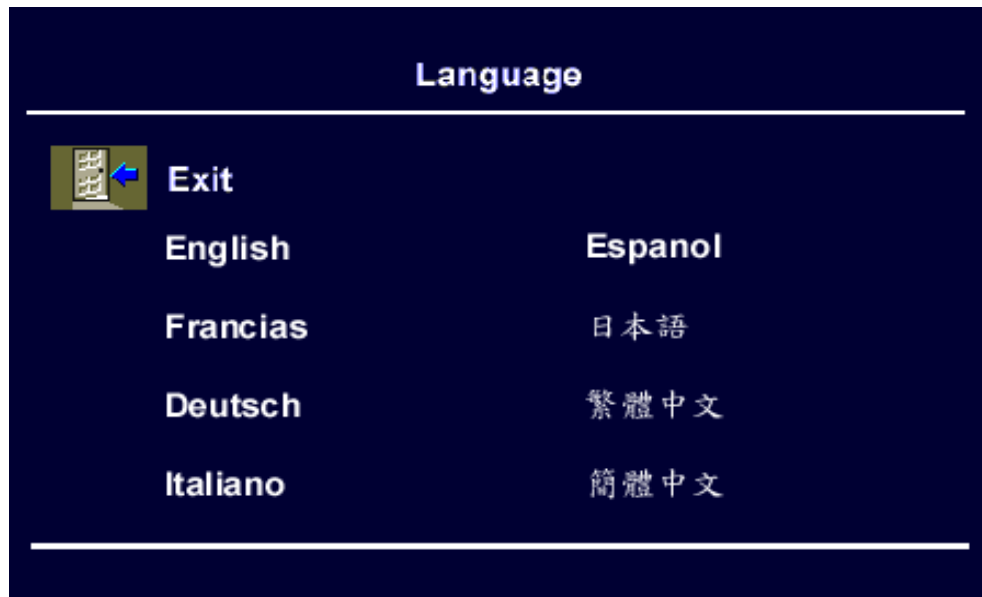 Language
Exit
English Espanol
Francias 日本語
Deutsch 繁體中文
Italiano 簡體中文